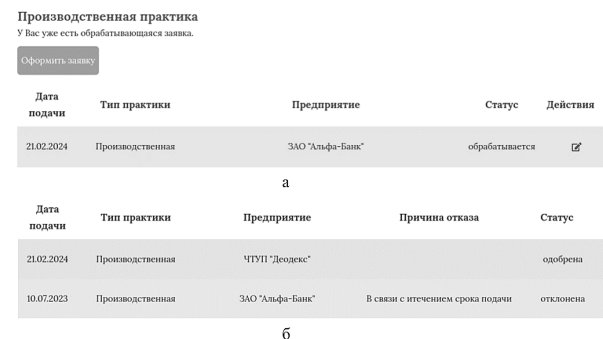 Производственная практика
У Вас уже есть обрабатывающаяся заявка.
Оформить заявку
Дата подачи Тип практики Предприятие Статус Действия
21.02.2024 Производственная ЗАО "Альфа-Банк" обрабатывается
а
Дата подачи Тип практики Предприятие Причина отказа Статус
21.02.2024 Производственная ЧТУП "Деодекс" одобрена
10.07.2023 Производственная ЗАО "Альфа-Банк" В связи с итечением срока подачи отклонена
б